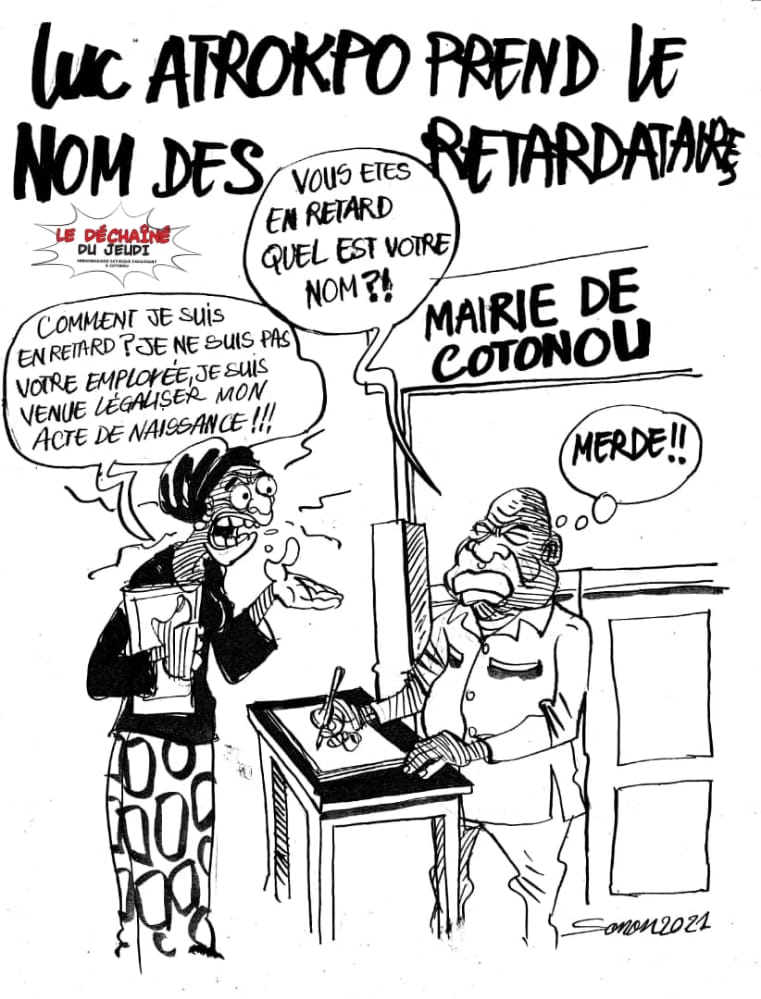 LUC ATROKPO PREND LE
NOM DES RETARDATAIRES
LE DÉCHAÎNÉ
DU JEUDI
VOUS ETES
EN RETARD
QUEL EST VOTRE
NOM?!
COMMENT JE SUIS
EN RETARD? JE NE SUIS PAS
VOTRE EMPLOYÉE, JE SUIS
VENUE LÉGALISER MON
ACTE DE NAISSANCE!!!
MAIRIE DE
COTONOU
MERDE!!
Sonon 2021